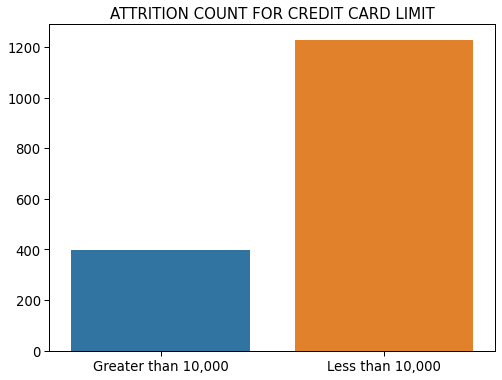 ATTRITION COUNT FOR CREDIT CARD LIMIT
1200
1000
800
600
400
200
0
Greater than 10,000
Less than 10,000